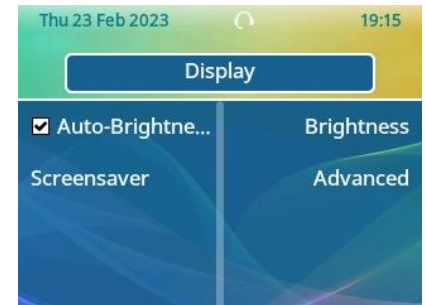 Thu 23 Feb 2023 19:15
Display
Auto-Brightne... Brightness
Screensaver Advanced